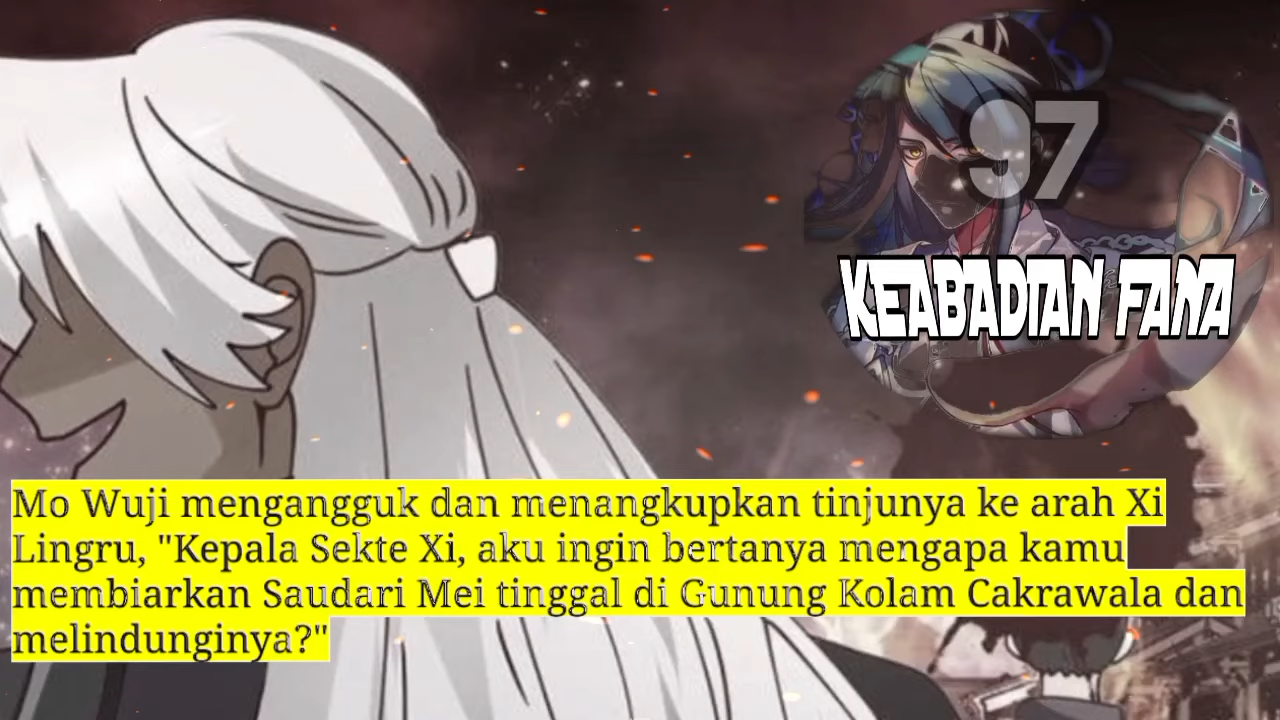 97
KEABADIAN FANA
Mo Wuji mengangguk dan menangkupkan tinjunya ke arah Xi
Lingru, "Kepala Sekte Xi, aku ingin bertanya mengapa kamu
membiarkan Saudari Mei tinggal di Gunung Kolam Cakrawala dan
melindunginya?"